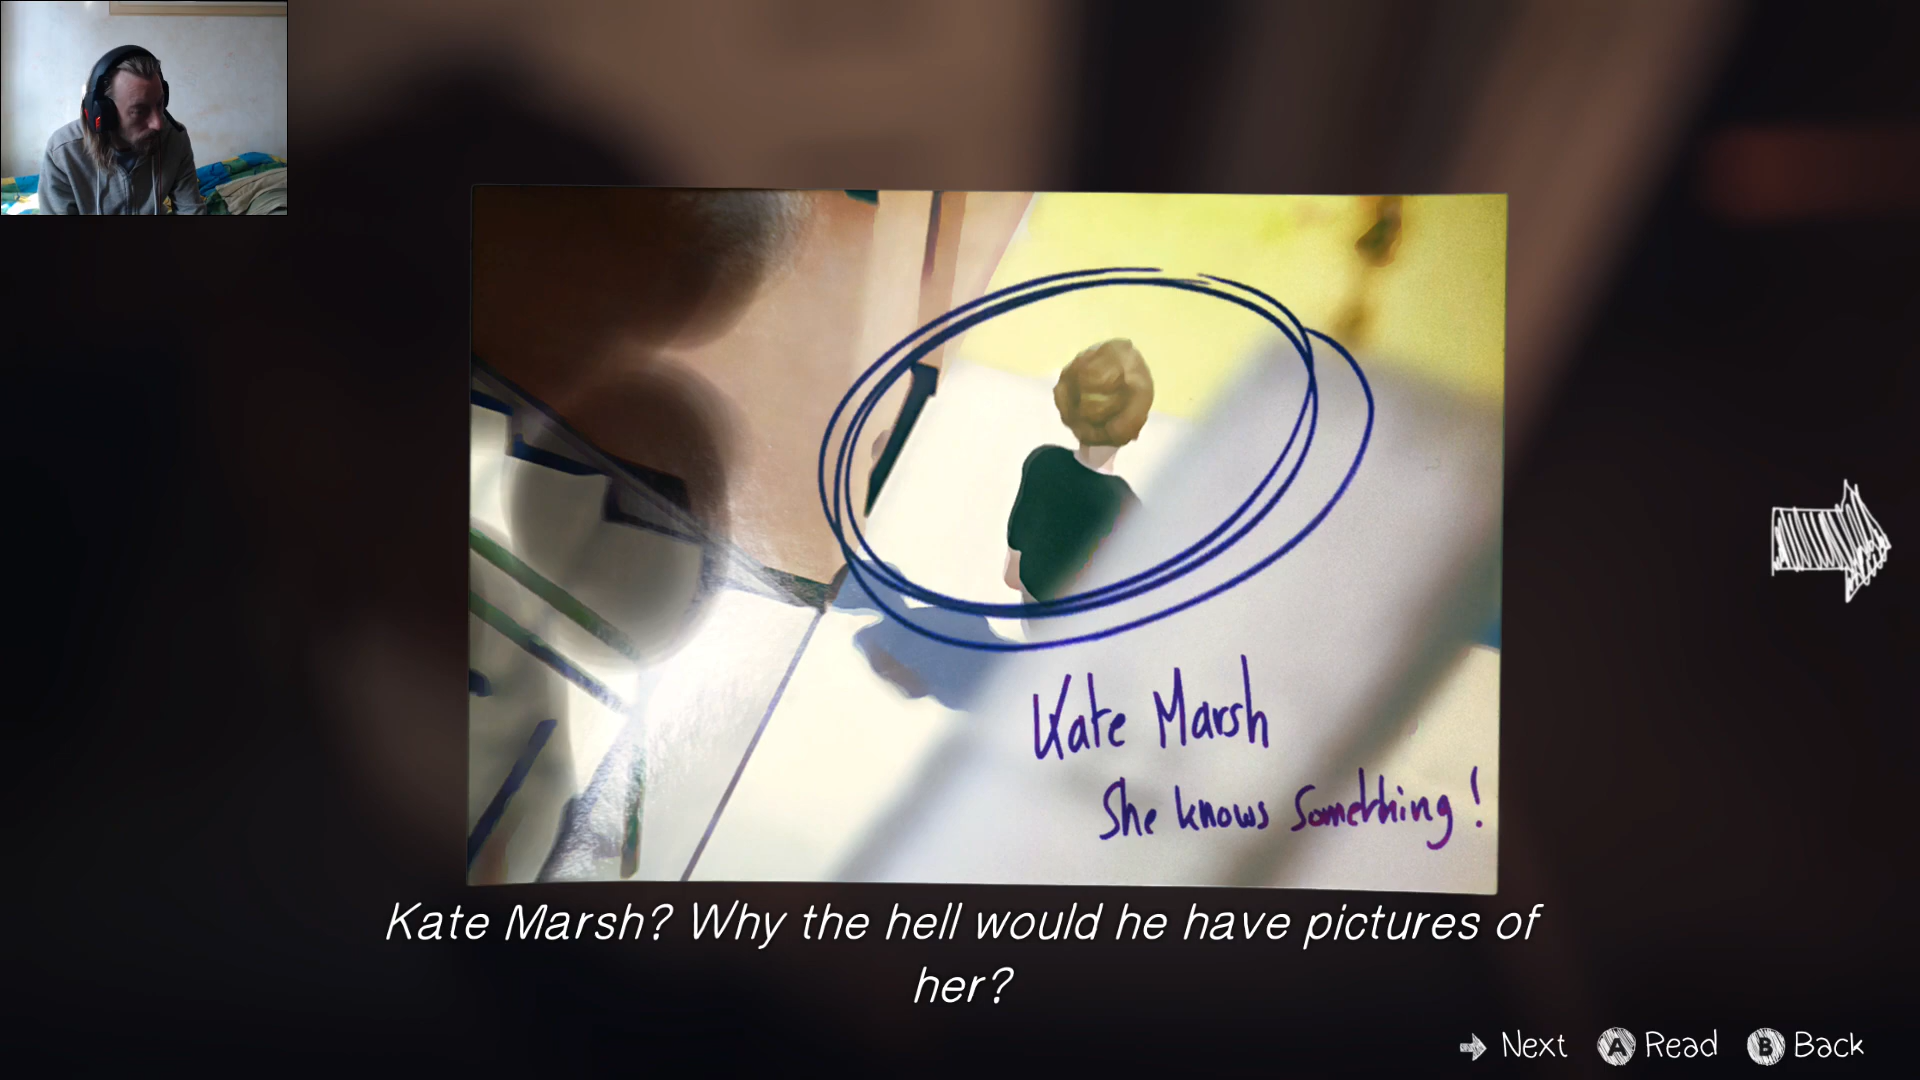 Kate Marsh
She knows Something!
Kate Marsh? Why the hell would he have pictures of
her?
Next A Read B Back